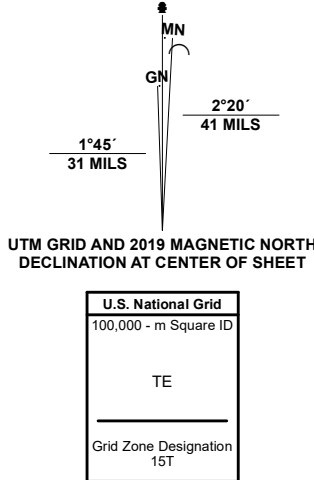 MN
GN
2°20´
41 MILS
1°45´
31 MILS
UTM GRID AND 2019 MAGNETIC NORTH
DECLINATION AT CENTER OF SHEET
U.S. National Grid
100,000 - m Square ID
TE
Grid Zone Designation
15T